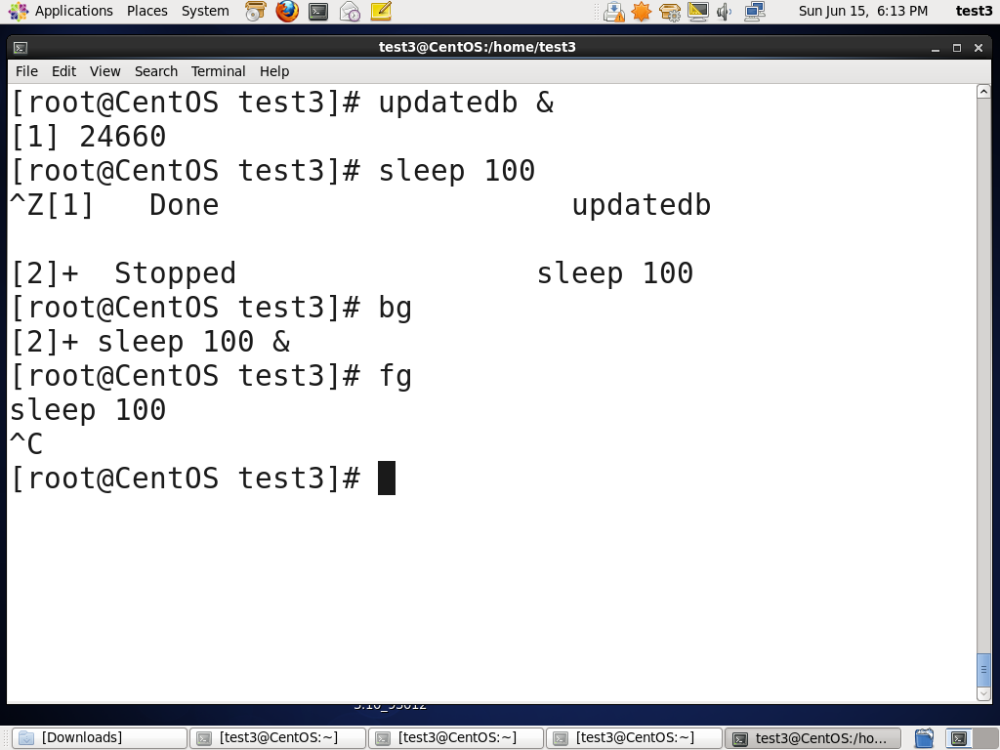 Applications Places System Sun Jun 15, 6:13 PM test3
test3@CentOS:/home/test3
File Edit View Search Terminal Help
[root@CentOS test3]# updatedb &
[1] 24660
[root@CentOS test3]# sleep 100
^Z[1]   Done                    updatedb
[2]+  Stopped                 sleep 100
[root@CentOS test3]# bg
[2]+ sleep 100 &
[root@CentOS test3]# fg
sleep 100
^C
[root@CentOS test3]#
[Downloads] [test3@CentOS:~] [test3@CentOS:~] [test3@CentOS:~] test3@CentOS:/ho...